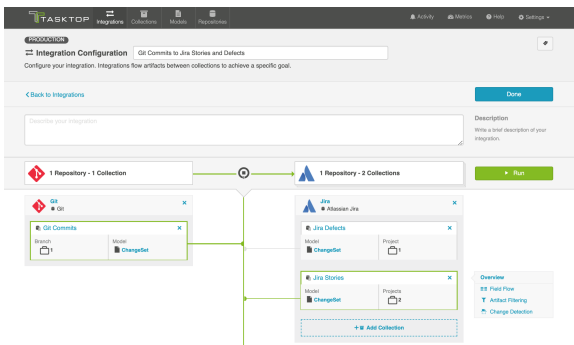 TASKTOP
Integrations
Collections
Models
Repositories
Activity
Metrics
Help
Settings
PRODUCTION
Integration Configuration
Git Commits to Jira Stories and Defects
Configure your integration. Integrations flow artifacts between collections to achieve a specific goal.
Back to Integrations
Done
Describe your integration
Description
Write a brief description of your
integration.
1 Repository - 1 Collection
1 Repository - 2 Collections
Run
Git
Git
Jira
Atlassian Jira
Git Commits
Branch
1
Model
ChangeSet
Jira Defects
Model
ChangeSet
Project
1
Jira Stories
Model
ChangeSet
Projects
2
+ Add Collection
Overview
Field Flow
Artifact Filtering
Change Detection